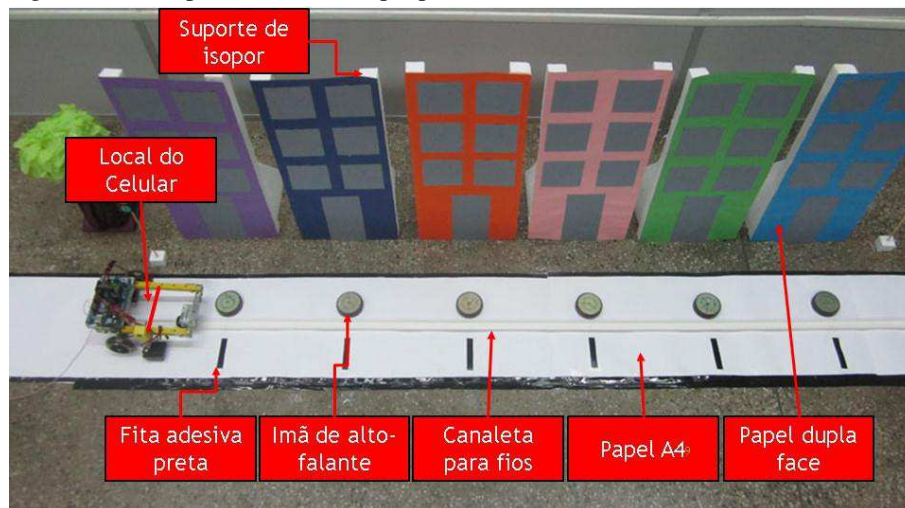 Suporte de
isopor
Local do
Celular
Fita adesiva
preta
Imã de alto-
falante
Canaleta
para fios
Papel A4
Papel dupla
face